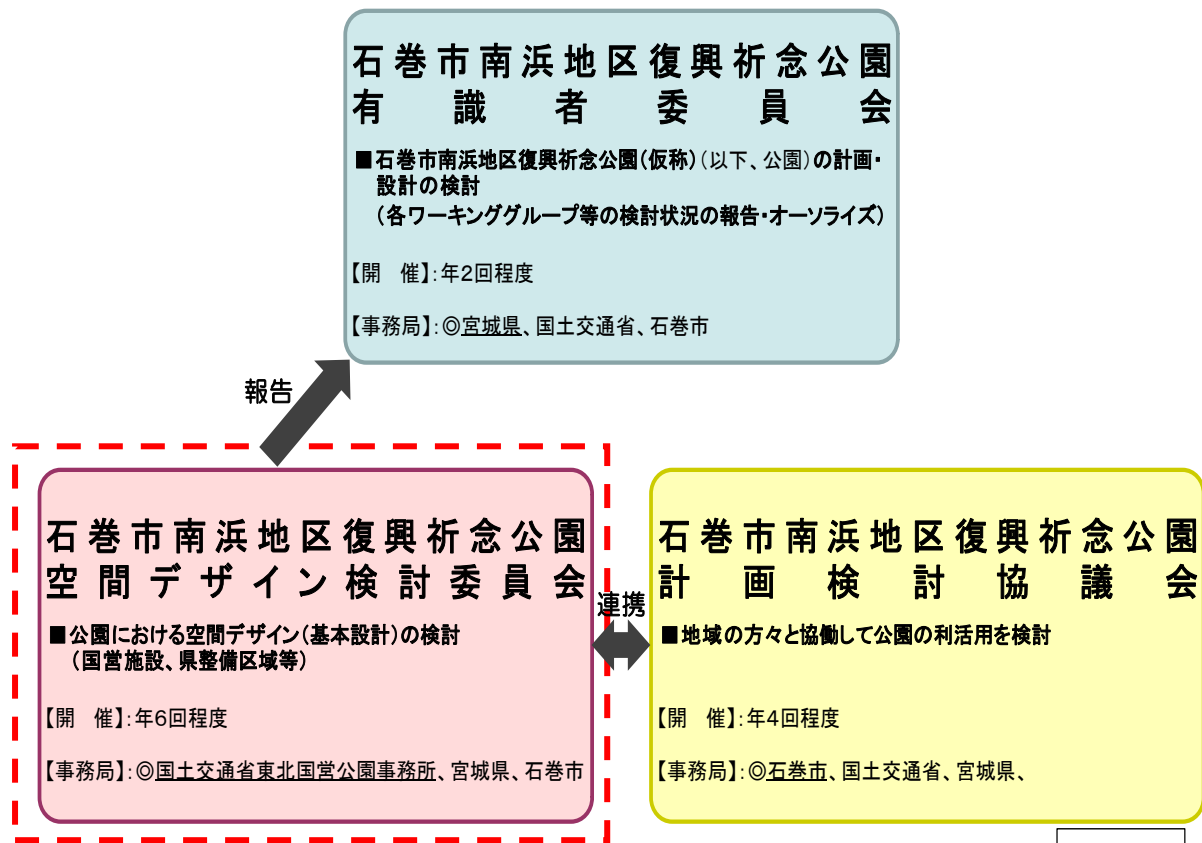 石巻市南浜地区復興祈念公園
有識者委員会
■石巻市南浜地区復興祈念公園(仮称)(以下、公園)の計画・
設計の検討
(各ワーキンググループ等の検討状況の報告・オーソライズ)
【開　催】:年2回程度
【事務局】:◎宮城県、国土交通省、石巻市
報告
石巻市南浜地区復興祈念公園
空間デザイン検討委員会
■公園における空間デザイン(基本設計)の検討
(国営施設、県整備区域等)
【開　催】:年6回程度
【事務局】:◎国土交通省東北国営公園事務所、宮城県、石巻市
連携
石巻市南浜地区復興祈念公園
計画検討協議会
■地域の方々と協働して公園の利活用を検討
【開　催】:年4回程度
【事務局】:◎石巻市、国土交通省、宮城県、